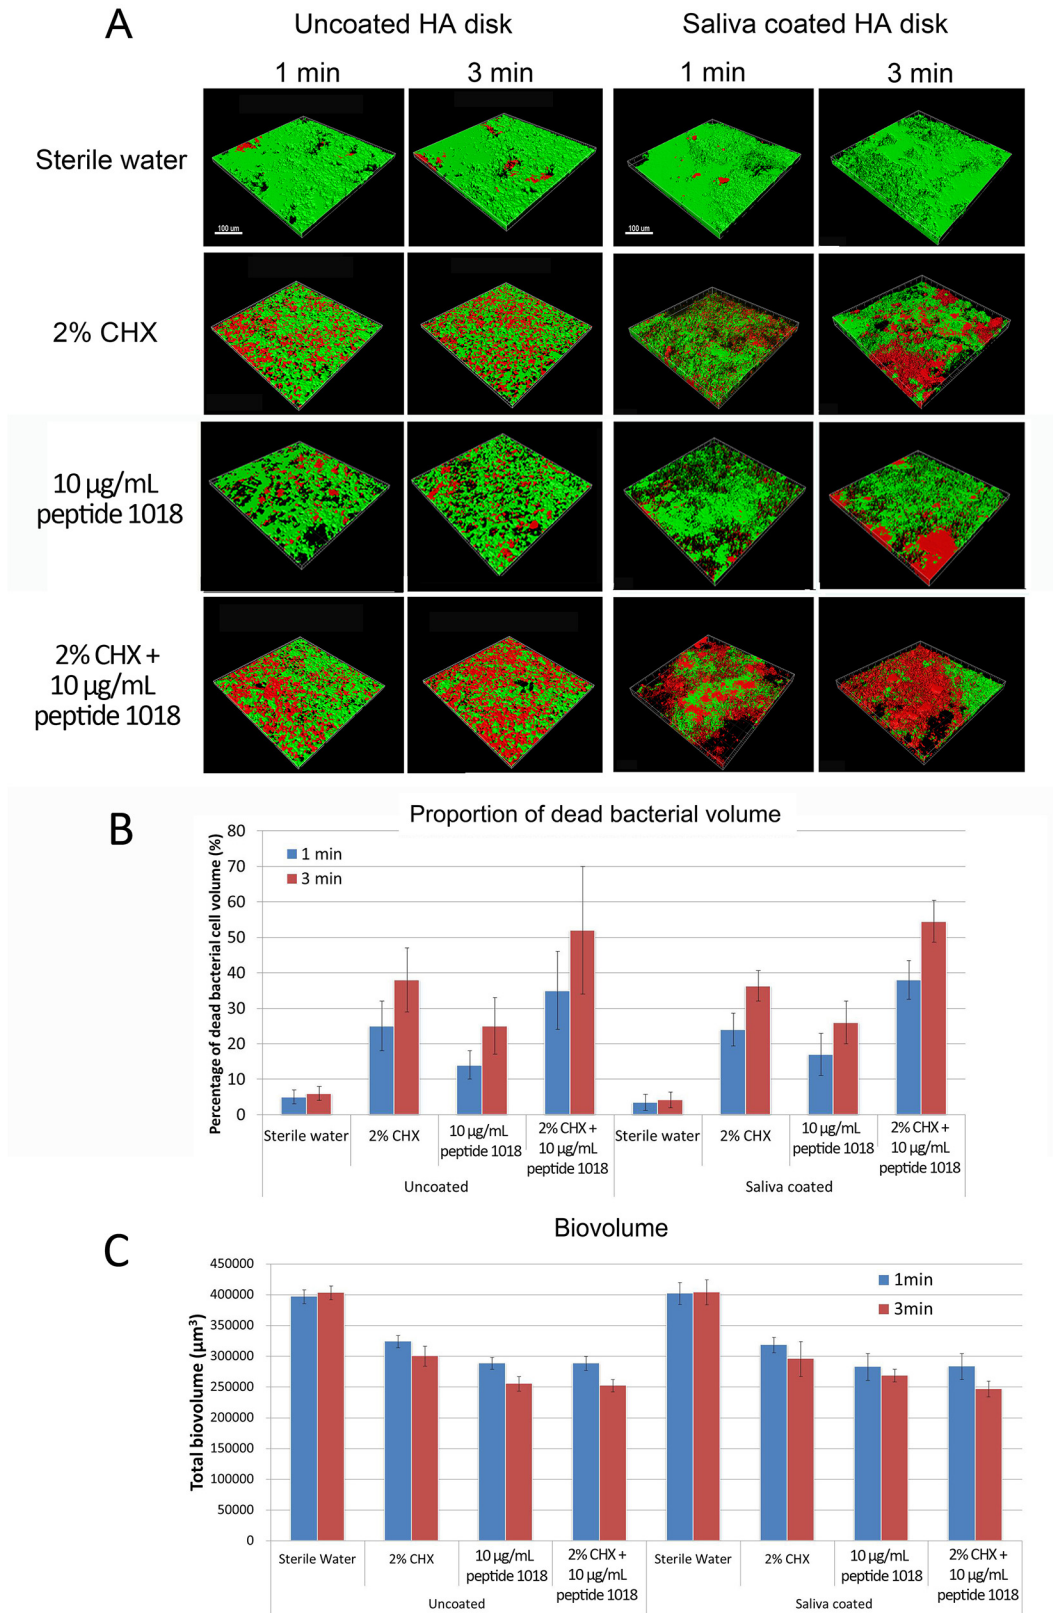 A
Uncoated HA disk
Saliva coated HA disk
1 min
3 min
1 min
3 min
Sterile water
100 um
100 um
2% CHX
10 µg/mL
peptide 1018
2% CHX +
10 µg/mL
peptide 1018
B
Proportion of dead bacterial volume
Percentage of dead bacterial cell volume (%)
80
70
60
50
40
30
20
10
0
1 min
3 min
Sterile water
2% CHX
10 µg/mL
peptide 1018
2% CHX +
10 µg/mL
peptide 1018
Sterile water
2% CHX
10 µg/mL
peptide 1018
2% CHX +
10 µg/mL
peptide 1018
Uncoated
Saliva coated
C
Biovolume
Total biovolume (µm³)
450000
400000
350000
300000
250000
200000
150000
100000
50000
0
1min
3min
Sterile Water
2% CHX
10 µg/mL
peptide 1018
2% CHX +
10 µg/mL
peptide 1018
Sterile Water
2% CHX
10 µg/mL
peptide 1018
2% CHX +
10 µg/mL
peptide 1018
Uncoated
Saliva coated